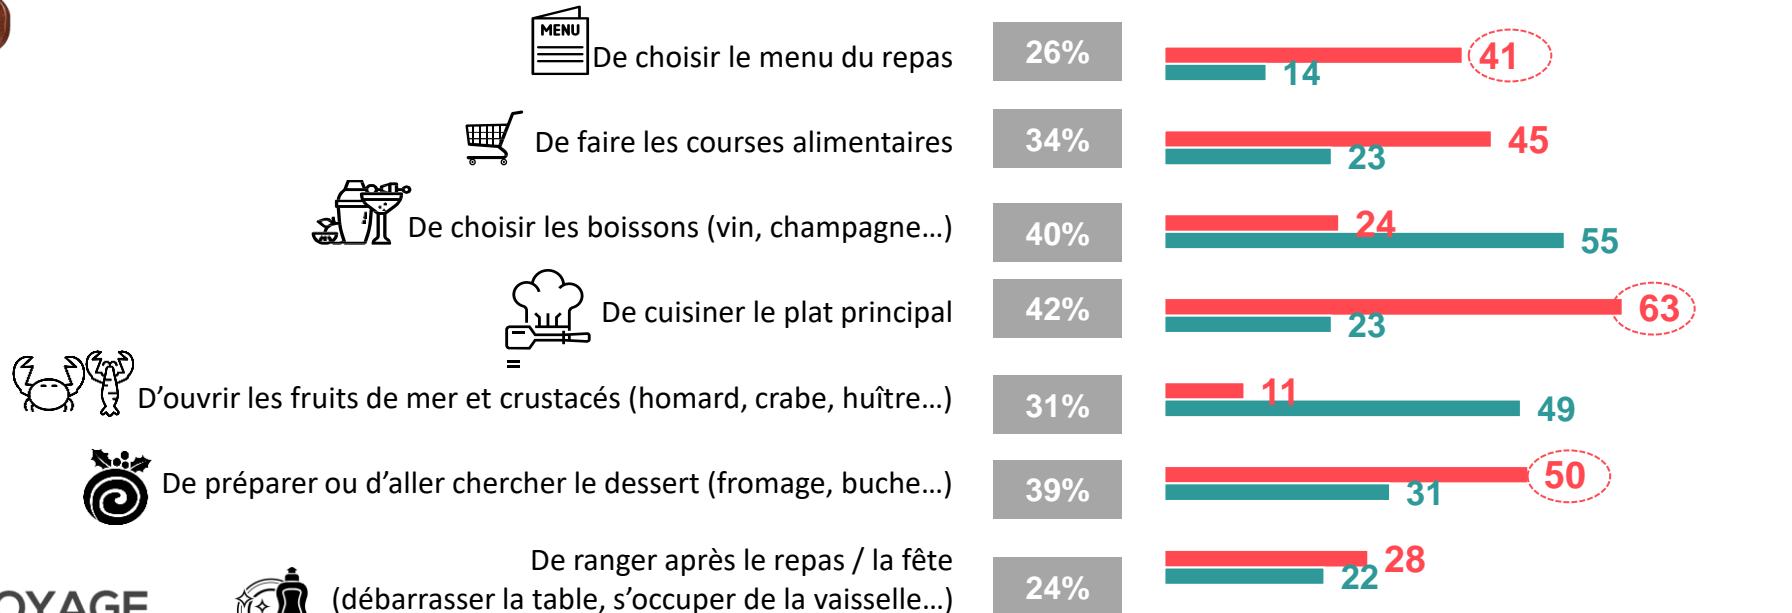 MENU
De choisir le menu du repas 26% 41
14
De faire les courses alimentaires 34% 45
23
De choisir les boissons (vin, champagne…) 40% 24
55
De cuisiner le plat principal 42% 63
23
=
D’ouvrir les fruits de mer et crustacés (homard, crabe, huître…) 31% 11
49
De préparer ou d’aller chercher le dessert (fromage, buche…) 39% 50
31
De ranger après le repas / la fête 28
(débarrasser la table, s’occuper de la vaisselle…) 24% 22
OYAGE